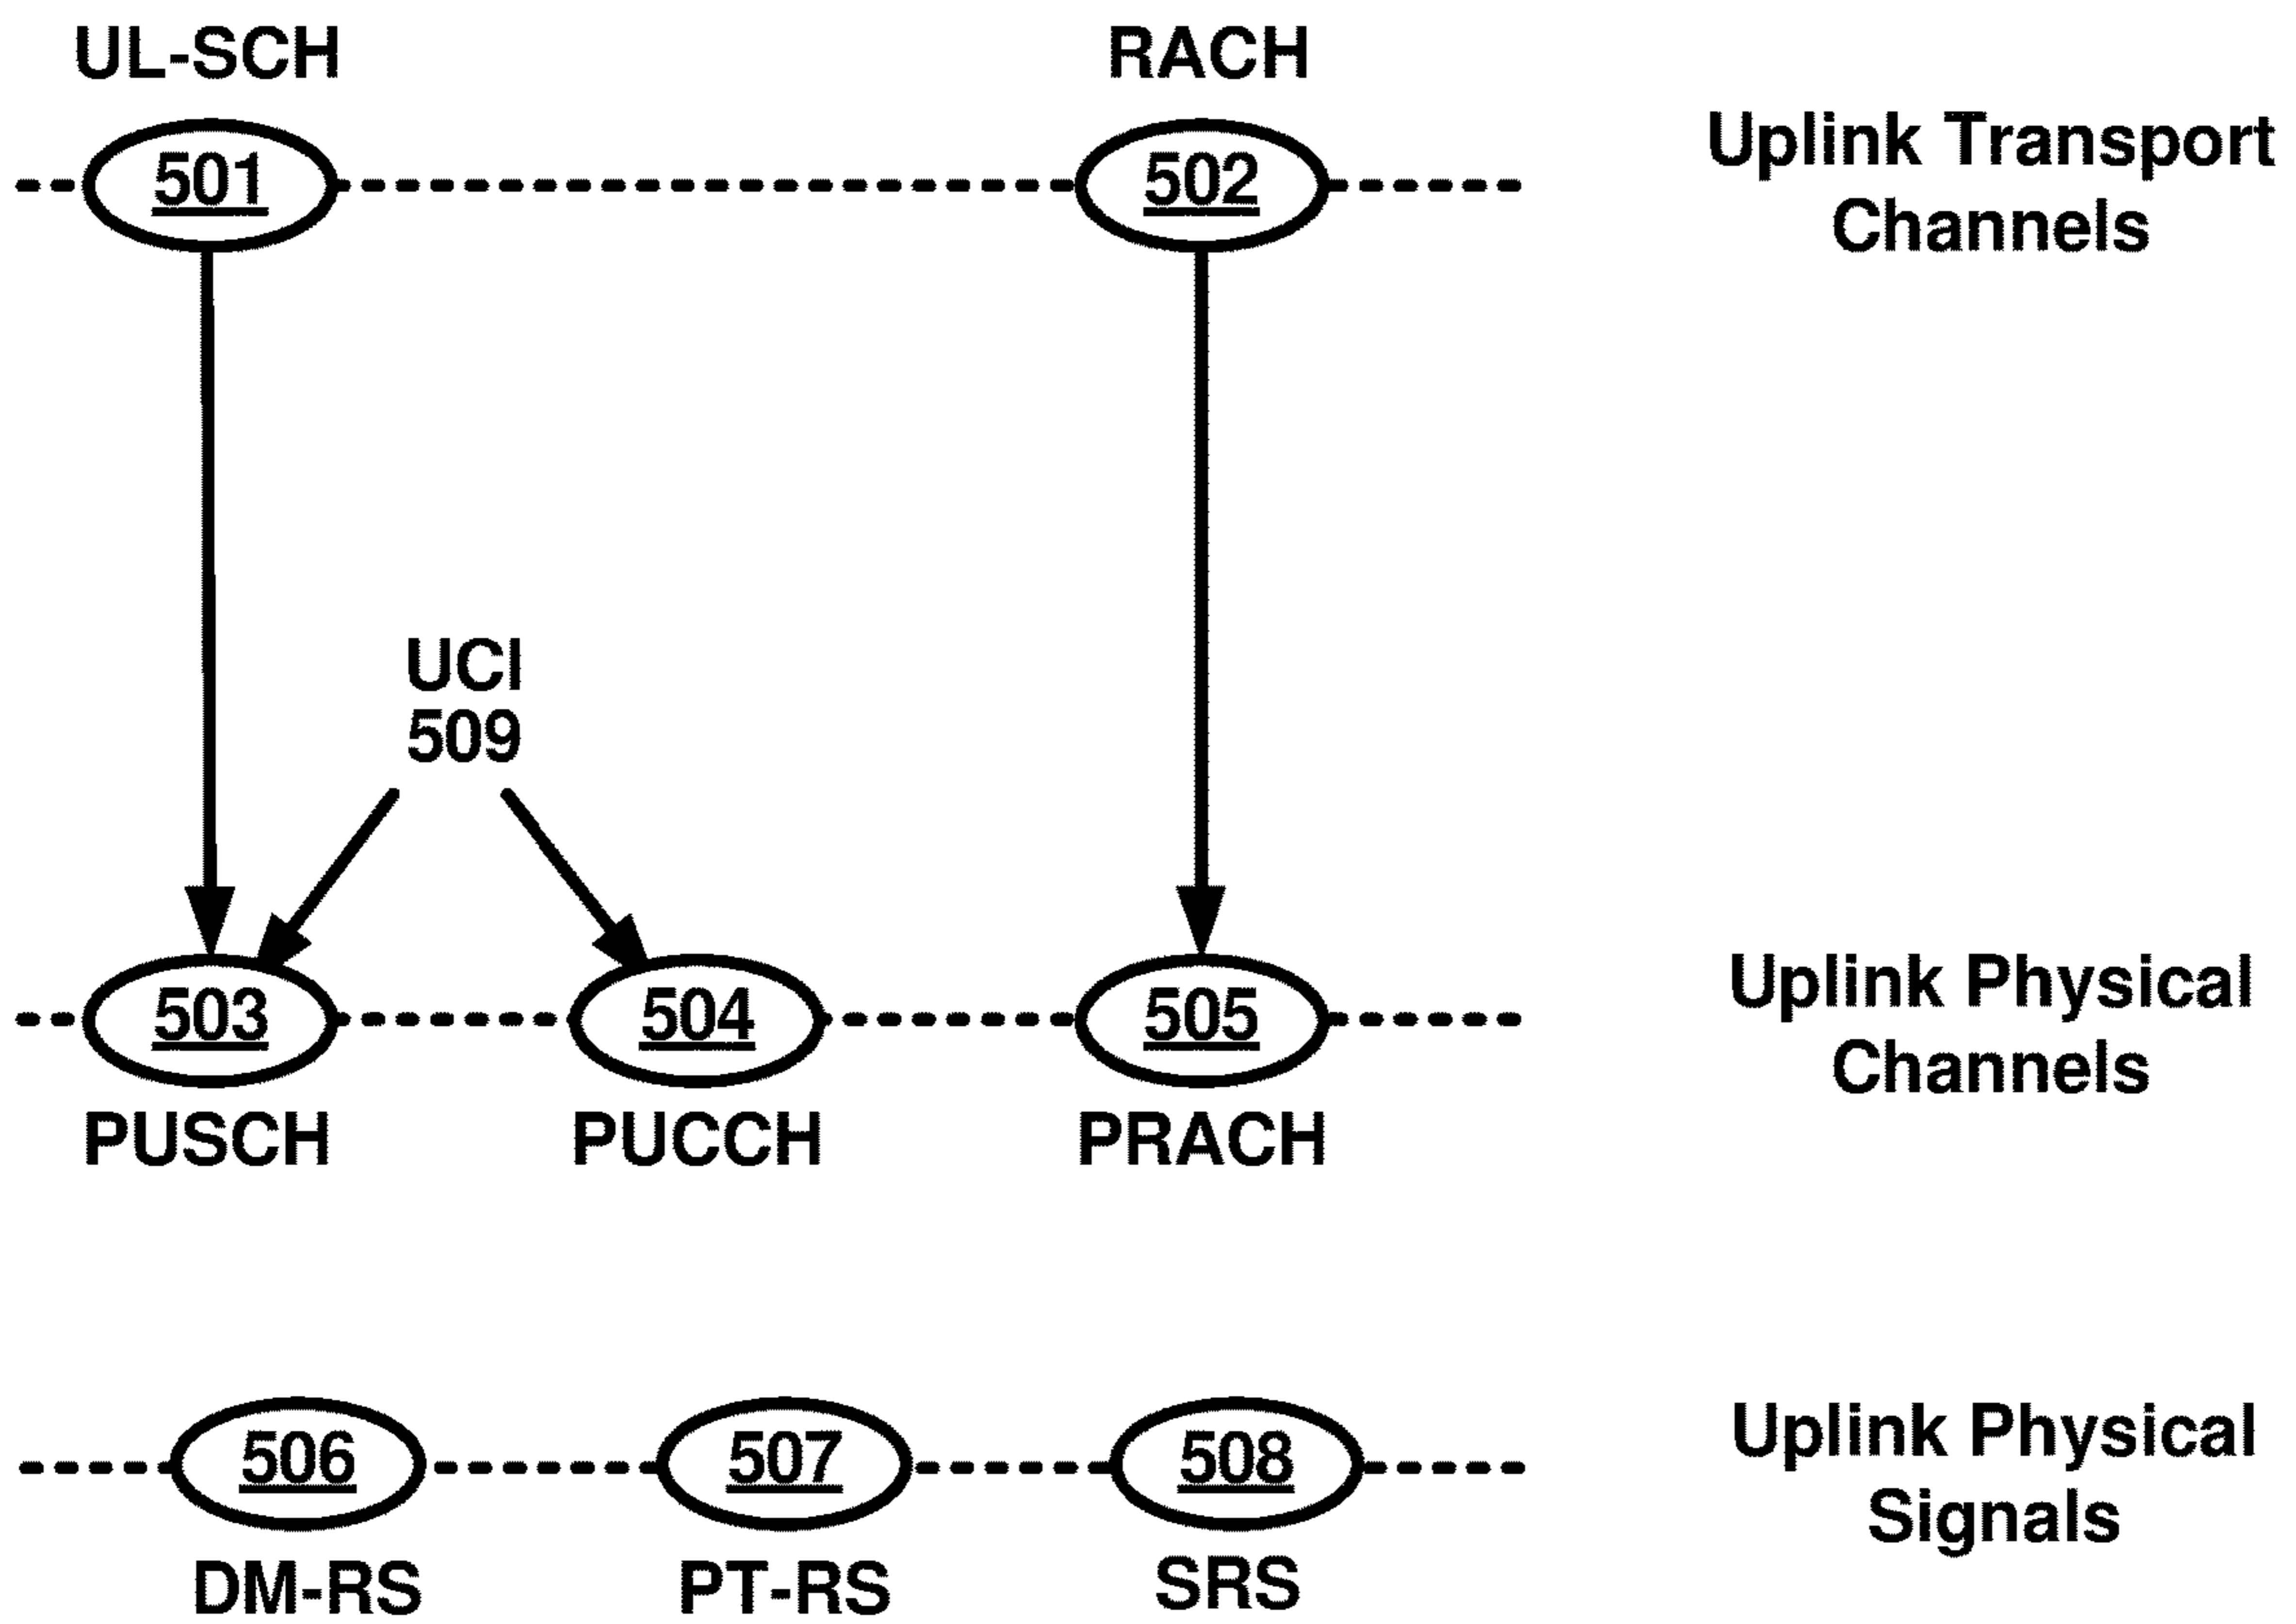 UL-SCH
RACH
501
502
Uplink Transport
Channels
UCI
509
503
504
505
Uplink Physical
Channels
PUSCH
PUCCH
PRACH
506
507
508
Uplink Physical
Signals
DM-RS
PT-RS
SRS